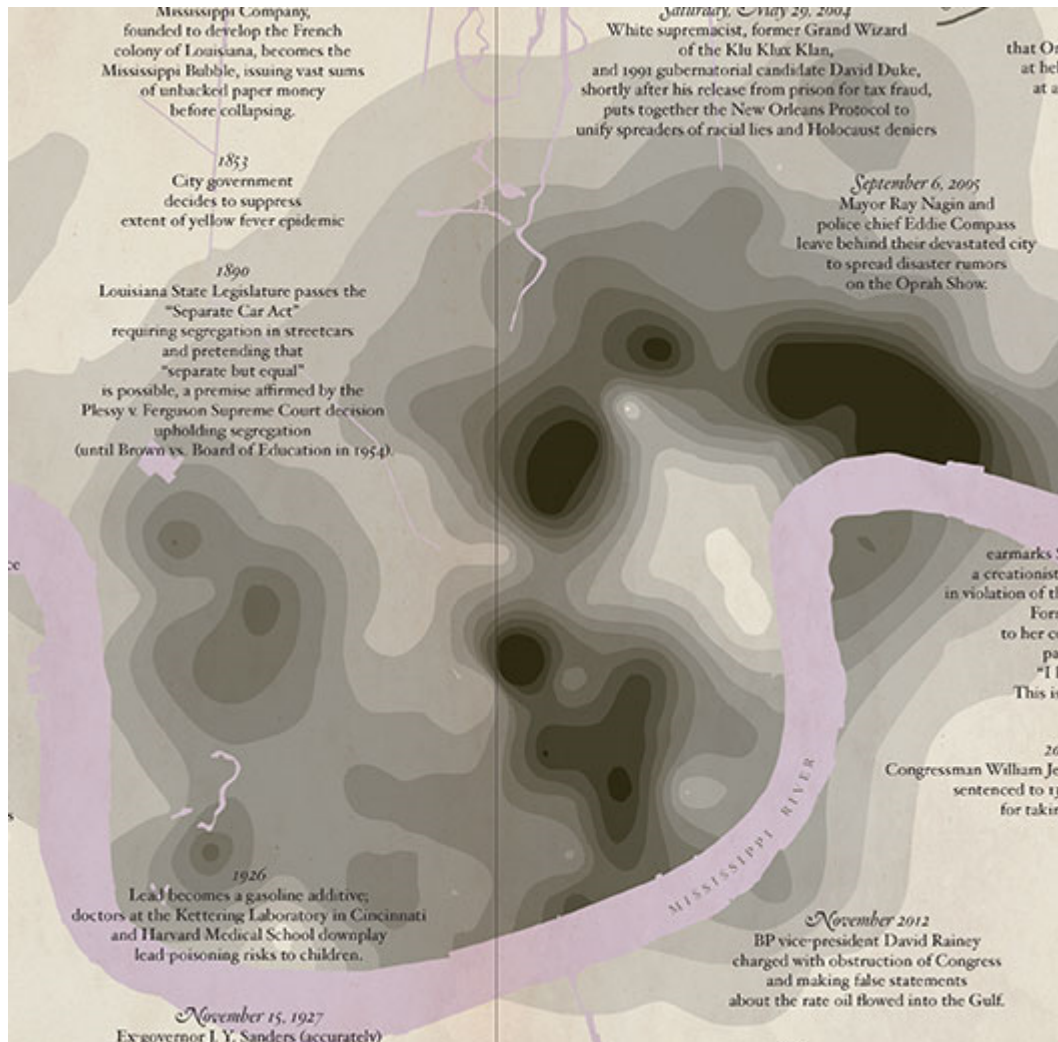 Mississippi Company,
founded to develop the French
colony of Louisiana, becomes the
Mississippi Bubble, issuing vast sums
of unbacked paper money
before collapsing.
1853
City government
decides to suppress
extent of yellow fever epidemic
1890
Louisiana State Legislature passes the
“Separate Car Act”
requiring segregation in streetcars
and pretending that
“separate but equal”
is possible, a premise affirmed by the
Plessy v. Ferguson Supreme Court decision
upholding segregation
(until Brown vs. Board of Education in 1954).
1926
Lead becomes a gasoline additive;
doctors at the Kettering Laboratory in Cincinnati
and Harvard Medical School downplay
lead-poisoning risks to children.
November 15, 1927
Ex-governor J. Y. Sanders (accurately)
Saturday, May 29, 2004
White supremacist, former Grand Wizard
of the Klu Klux Klan,
and 1991 gubernatorial candidate David Duke,
shortly after his release from prison for tax fraud,
puts together the New Orleans Protocol to
unify spreaders of racial lies and Holocaust deniers
that
at
at
September 6, 2005
Mayor Ray Nagin and
police chief Eddie Compass
leave behind their devastated city
to spread disaster rumors
on the Oprah Show.
earmarks
a creationist
in violation of
to her
“I
This is
Congressman William
sentenced to
for
MISSISSIPPI RIVER
November 2012
BP vice-president David Rainey
charged with obstruction of Congress
and making false statements
about the rate oil flowed into the Gulf.